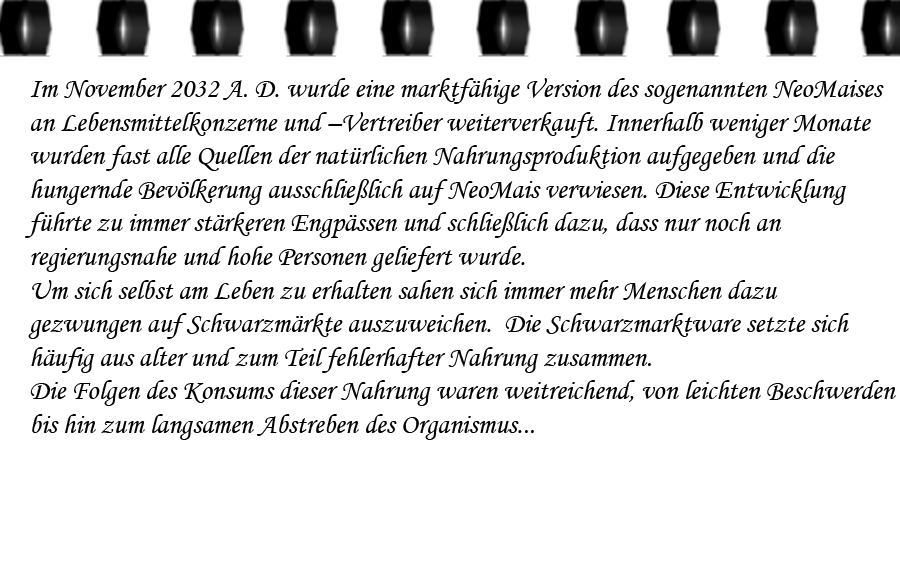 Im November 2032 A. D. wurde eine marktfähige Version des sogenannten NeoMaises
an Lebensmittelkonzerne und –Vertreiber weiterverkauft. Innerhalb weniger Monate
wurden fast alle Quellen der natürlichen Nahrungsproduktion aufgegeben und die
hungernde Bevölkerung ausschließlich auf NeoMais verwiesen. Diese Entwicklung
führte zu immer stärkeren Engpässen und schließlich dazu, dass nur noch an
regierungsnahe und hohe Personen geliefert wurde.
Um sich selbst am Leben zu erhalten sahen sich immer mehr Menschen dazu
gezwungen auf Schwarzmärkte auszuweichen.  Die Schwarzmarktware setzte sich
häufig aus alter und zum Teil fehlerhafter Nahrung zusammen.
Die Folgen des Konsums dieser Nahrung waren weitreichend, von leichten Beschwerden
bis hin zum langsamen Abstreben des Organismus...